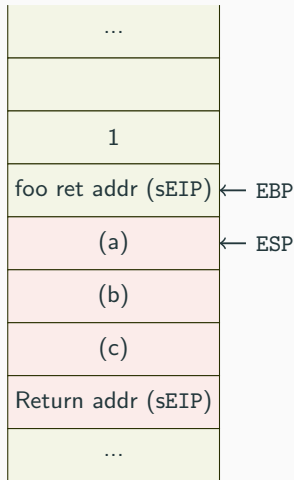 ...
1
foo ret addr (sEIP) ← EBP
(a) ← ESP
(b)
(c)
Return addr (sEIP)
...